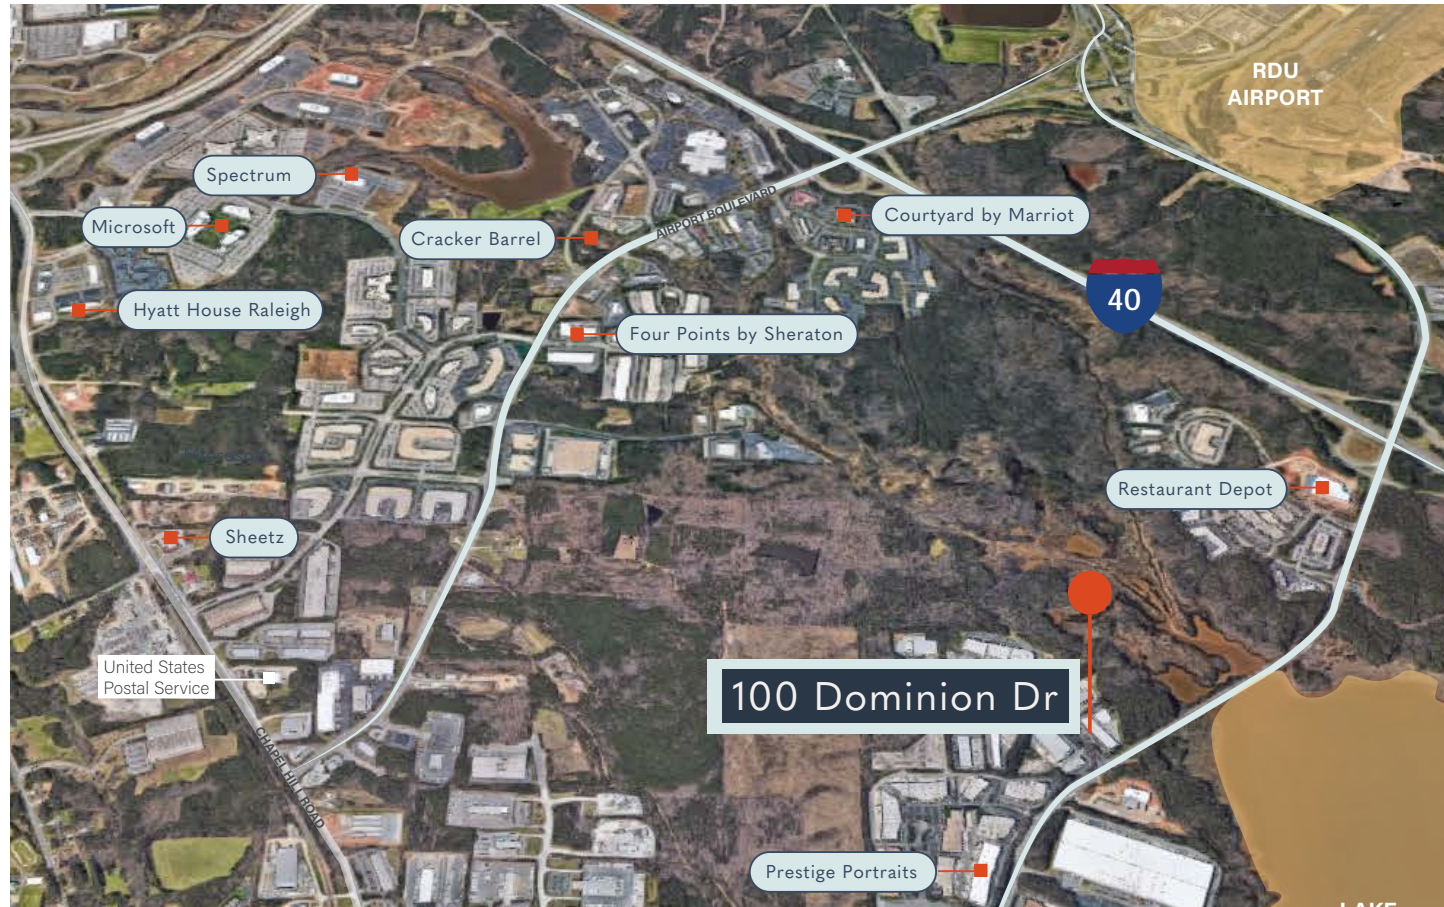 RDU
AIRPORT
Spectrum
AIRPORT BOULEVARD
Microsoft
Courtyard by Marriot
Cracker Barrel
40
Hyatt House Raleigh
Four Points by Sheraton
Restaurant Depot
Sheetz
United States
Postal Service
100 Dominion Dr
CHAPEL HILL ROAD
Prestige Portraits
LAKE